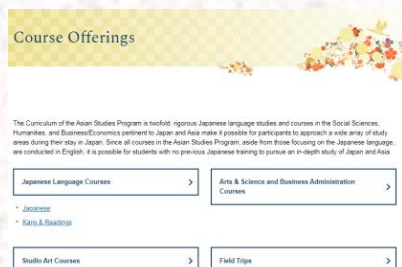 Course Offerings
The Curriculum of the Asian Studies Program is twofold: rigorous Japanese language studies and courses in the Social Sciences,
Humanities, and Business/Economics pertinent to Japan and Asia make it possible for participants to approach a wide array of study
areas during their stay in Japan. Since all courses in the Asian Studies Program, aside from those focusing on the Japanese language,
are conducted in English, it is possible for students with no previous Japanese training to pursue an in-depth study of Japan and Asia.
Japanese Language Courses
Arts & Science and Business Administration
Courses
Japanese
Kanji & Readings
Studio Art Courses
Field Trips